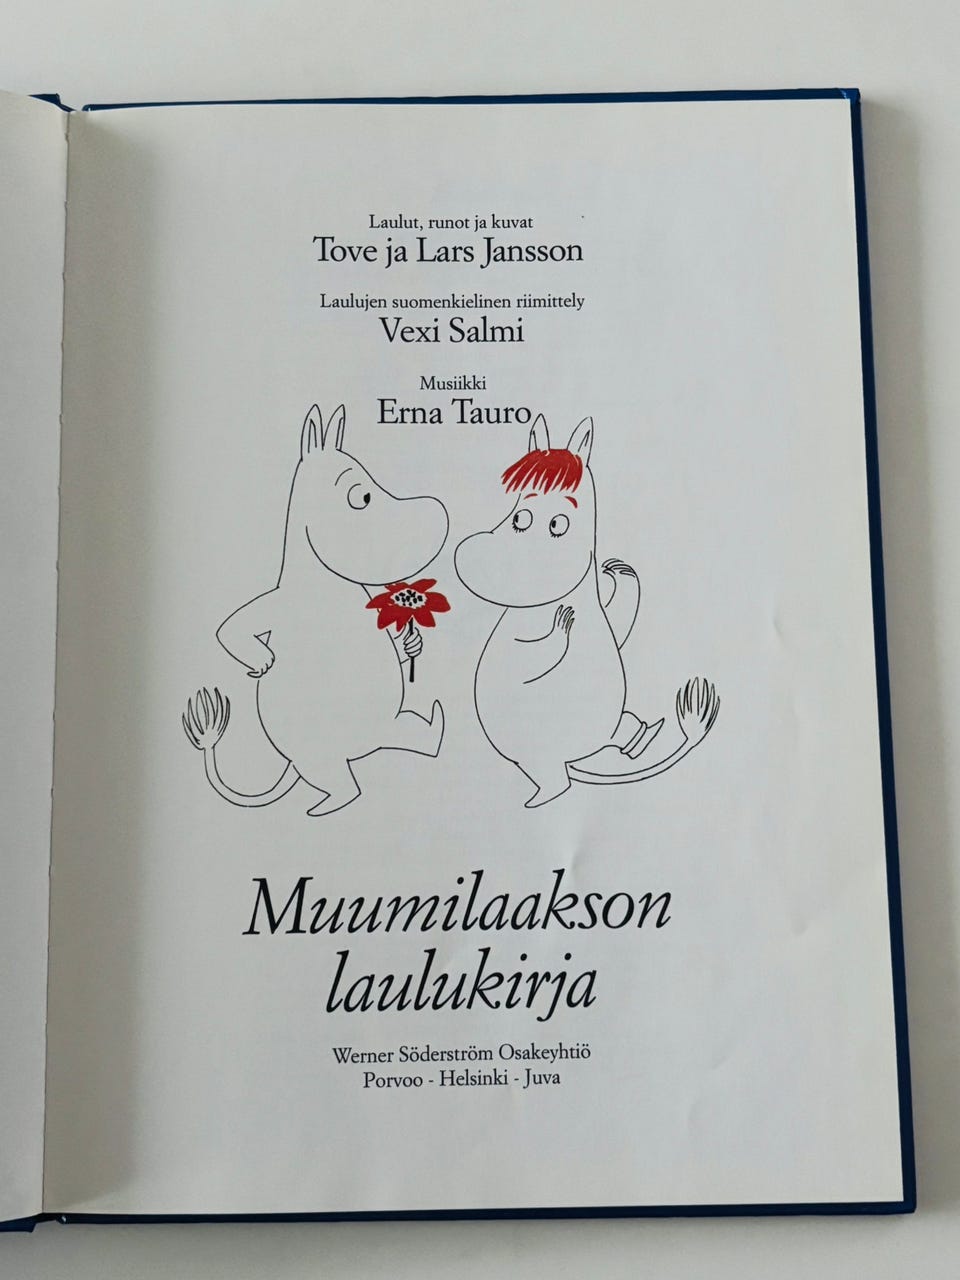 Laulut, runot ja kuvat
Tove ja Lars Jansson
Laulujen suomenkielinen riimittely
Vexi Salmi
Musiikki
Erna Tauro
Muumilaakson
laulukirja
Werner Söderström Osakeyhtiö
Porvoo - Helsinki - Juva